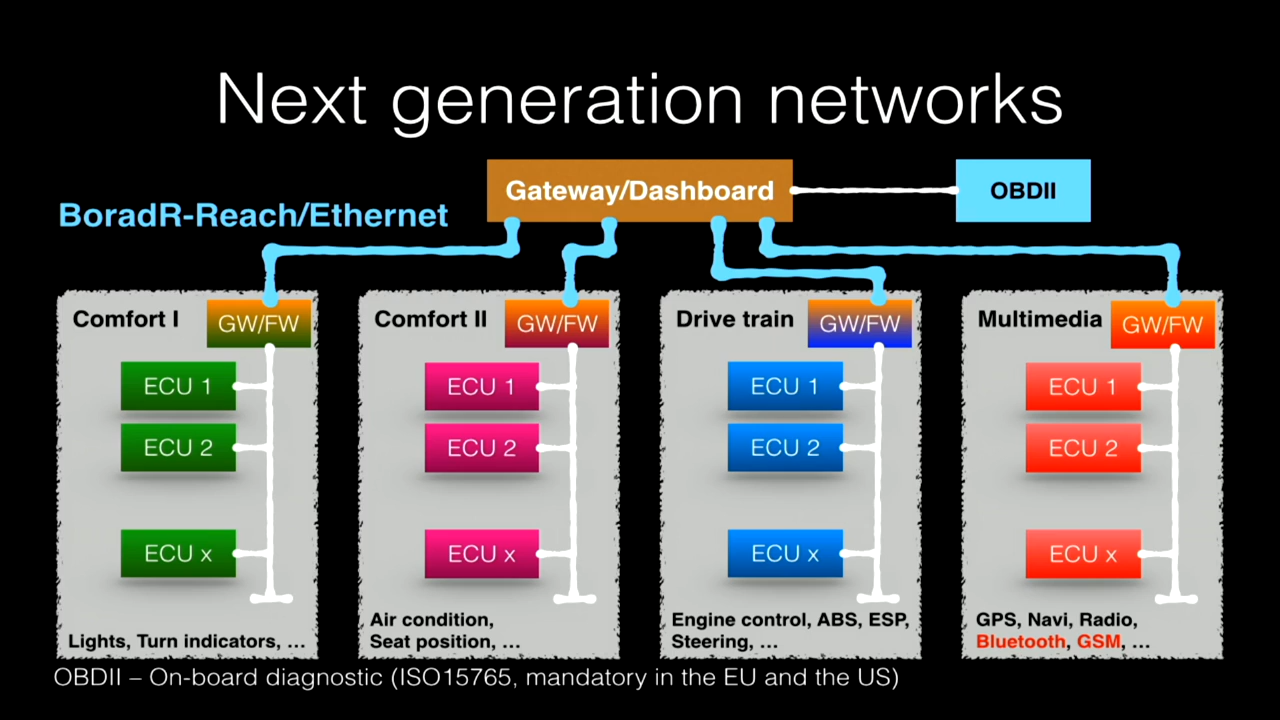 Next generation networks
Gateway/Dashboard
OBDII
BoradR-Reach/Ethernet
Comfort I
GW/FW
ECU 1
ECU 2
ECU x
Lights, Turn indicators, ...
Comfort II
GW/FW
ECU 1
ECU 2
ECU x
Air condition,
Seat position, ...
Drive train
GW/FW
ECU 1
ECU 2
ECU x
Engine control, ABS, ESP,
Steering, ...
Multimedia
GW/FW
ECU 1
ECU 2
ECU x
GPS, Navi, Radio,
Bluetooth, GSM, ...
OBDII – On-board diagnostic (ISO15765, mandatory in the EU and the US)